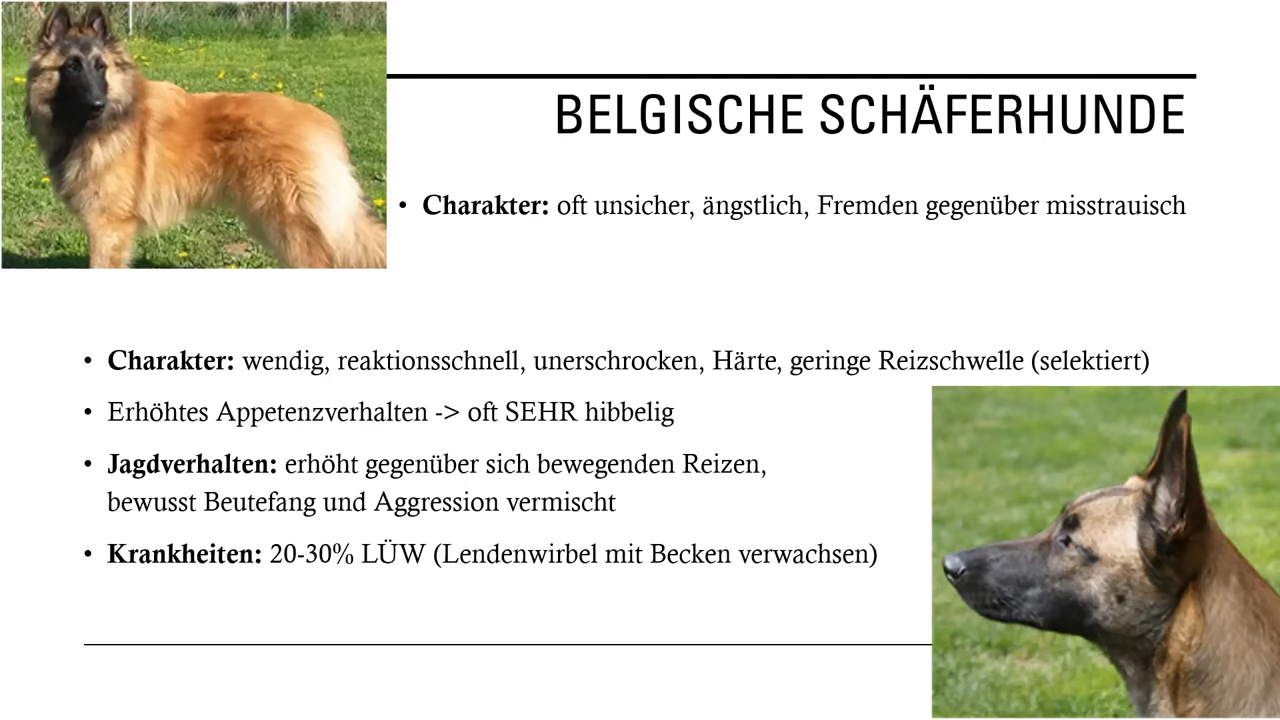 BELGISCHE SCHÄFERHUNDE
• Charakter: oft unsicher, ängstlich, Fremden gegenüber misstrauisch
• Charakter: wendig, reaktionsschnell, unerschrocken, Härte, geringe Reizschwelle (selektiert)
• Erhöhtes Appetenzverhalten -> oft SEHR hibbelig
• Jagdverhalten: erhöht gegenüber sich bewegenden Reizen,
bewusst Beutefang und Aggression vermischt
• Krankheiten: 20-30% LÜW (Lendenwirbel mit Becken verwachsen)